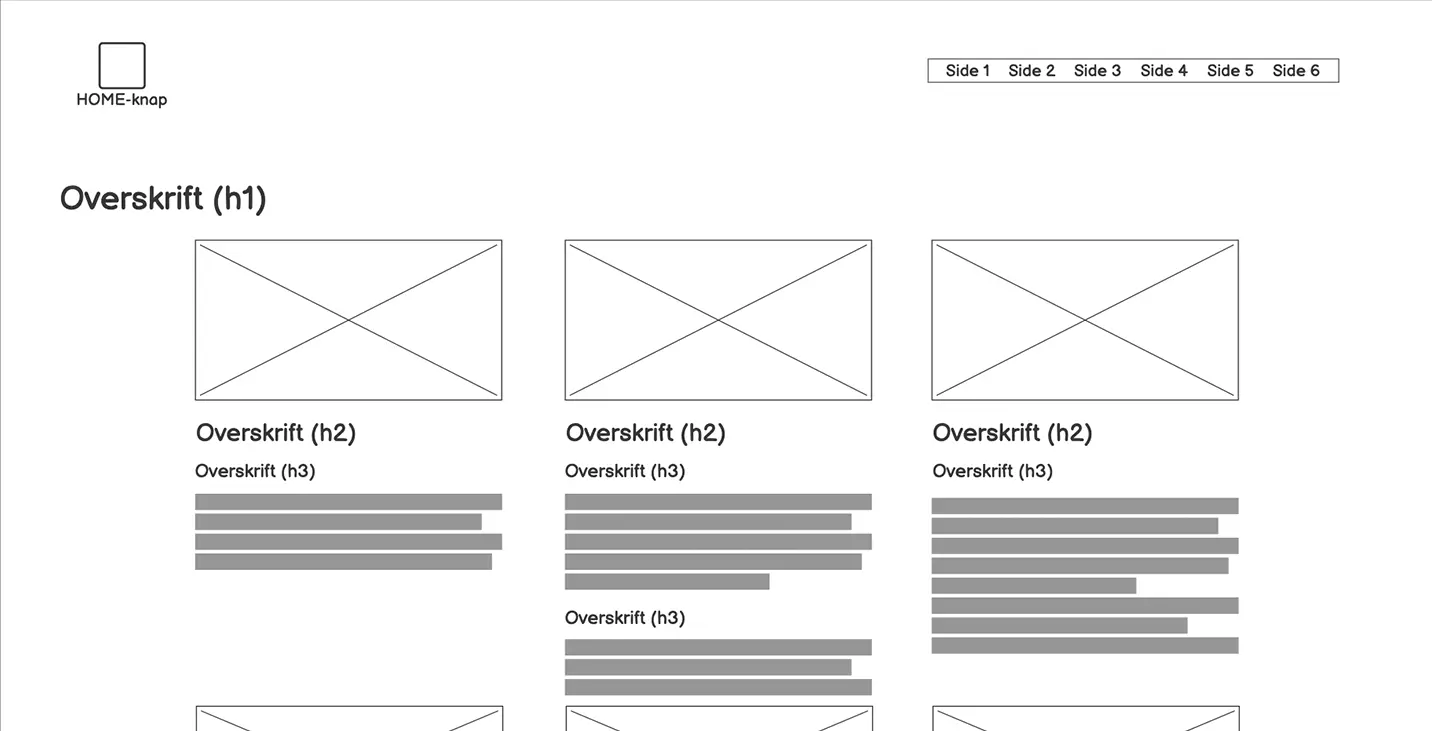 HOME-knap
Side 1 Side 2 Side 3 Side 4 Side 5 Side 6
Overskrift (h1)
Overskrift (h2)
Overskrift (h3)
Overskrift (h2)
Overskrift (h3)
Overskrift (h3)
Overskrift (h2)
Overskrift (h3)